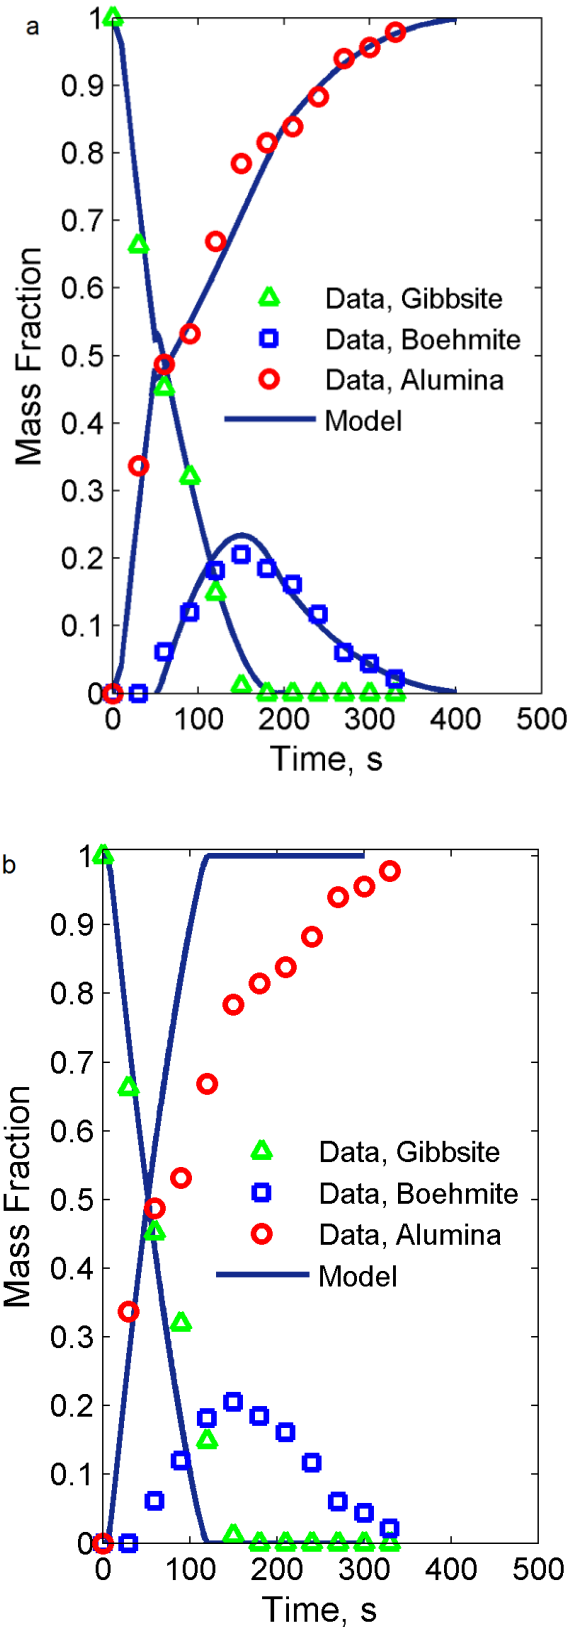 a
1
0.9
0.8
0.7
0.6
0.5
0.4
0.3
0.2
0.1
0
Mass Fraction
Data, Gibbsite
Data, Boehmite
Data, Alumina
Model
0 100 200 300 400 500
Time, s
b
1
0.9
0.8
0.7
0.6
0.5
0.4
0.3
0.2
0.1
0
Mass Fraction
Data, Gibbsite
Data, Boehmite
Data, Alumina
Model
0 100 200 300 400 500
Time, s